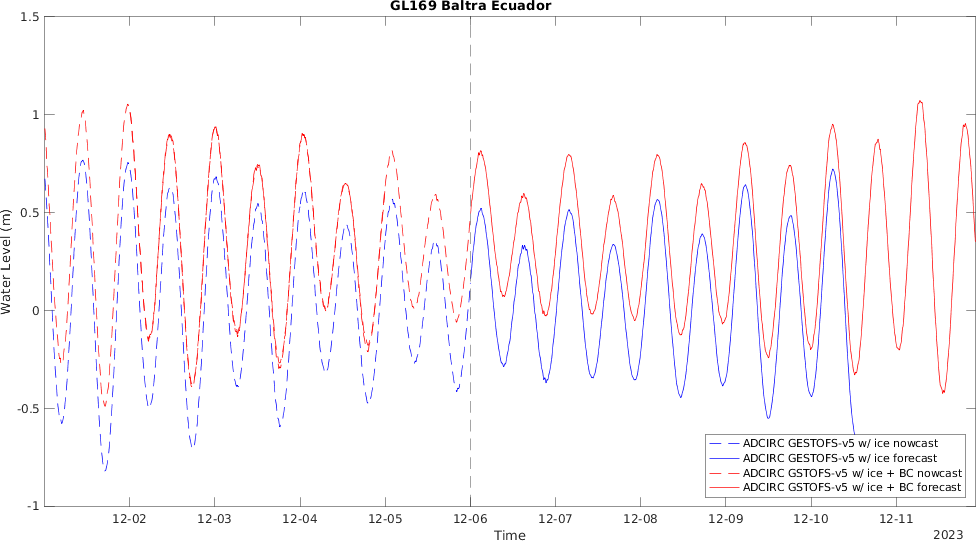 GL169 Baltra Ecuador
1.5
1
0.5
0
-0.5
-1
Water Level (m)
ADCIRC GESTOFS-v5 w/ ice nowcast
ADCIRC GESTOFS-v5 w/ ice forecast
ADCIRC GSTOFS-v5 w/ ice + BC nowcast
ADCIRC GSTOFS-v5 w/ ice + BC forecast
12-02 12-03 12-04 12-05 12-06 12-07 12-08 12-09 12-10 12-11
Time
2023